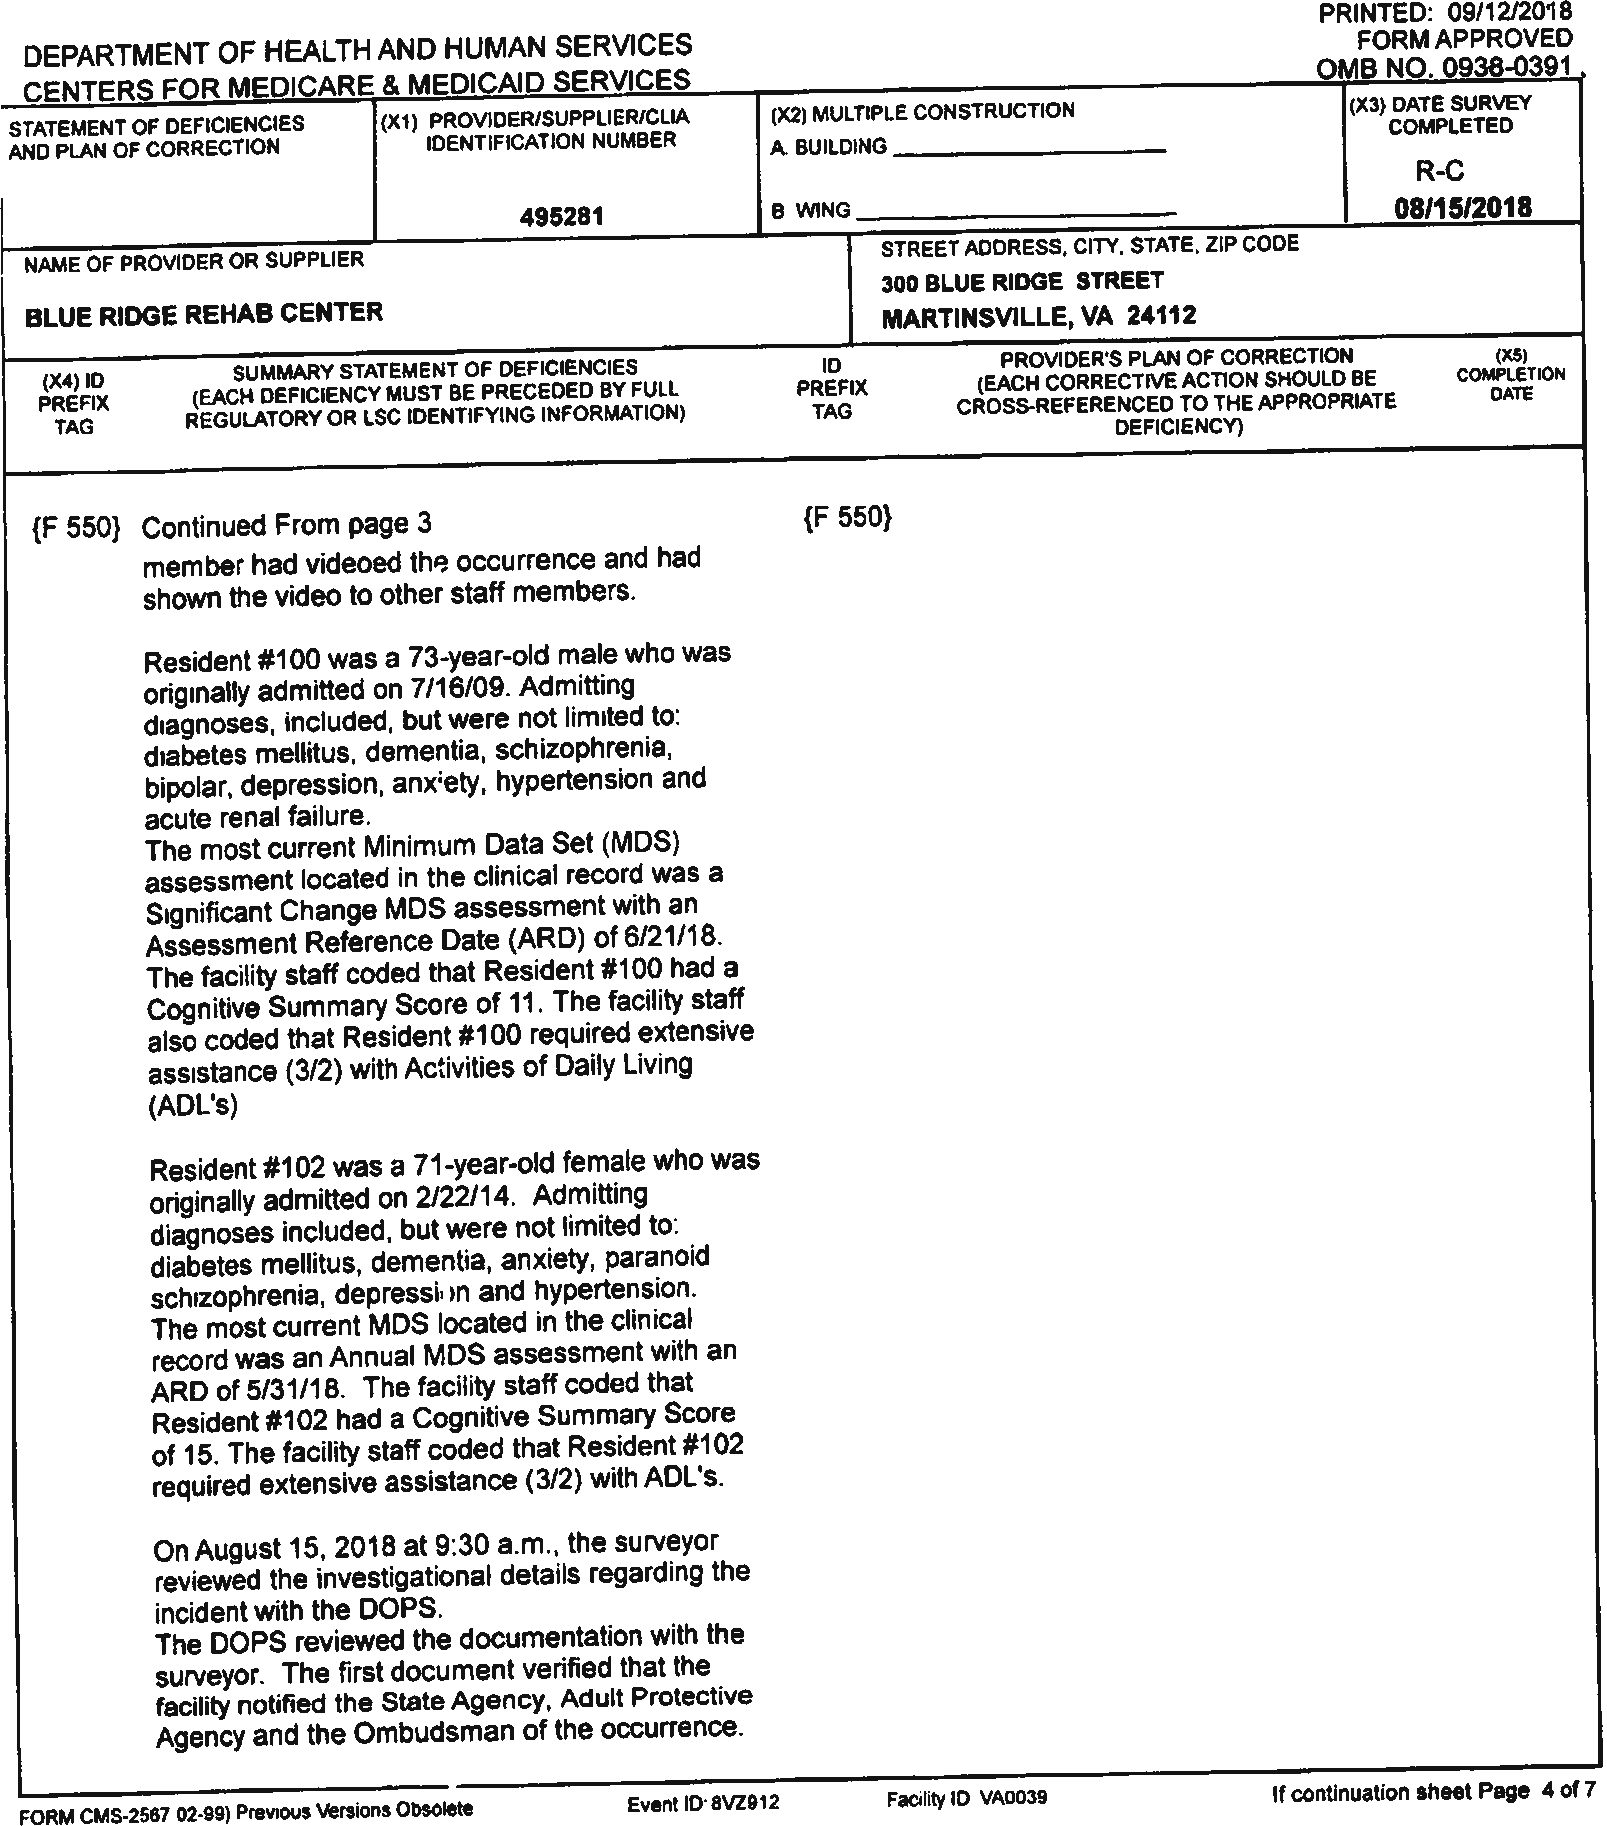 PRINTED: 09/12/2018
DEPARTMENT OF HEALTH AND HUMAN SERVICES
FORM APPROVED
CENTERS FOR MEDICARE & MEDICAID SERVICES
OMB NO. 0938-0391
STATEMENT OF DEFICIENCIES
AND PLAN OF CORRECTION
(X1) PROVIDER/SUPPLIER/CLIA
IDENTIFICATION NUMBER
495281
(X2) MULTIPLE CONSTRUCTION
A. BUILDING
B WING
(X3) DATE SURVEY
COMPLETED
R-C
08/15/2018
NAME OF PROVIDER OR SUPPLIER
BLUE RIDGE REHAB CENTER
STREET ADDRESS, CITY, STATE, ZIP CODE
300 BLUE RIDGE STREET
MARTINSVILLE, VA 24112
(X4) ID
PREFIX
TAG
SUMMARY STATEMENT OF DEFICIENCIES
(EACH DEFICIENCY MUST BE PRECEDED BY FULL
REGULATORY OR LSC IDENTIFYING INFORMATION)
ID
PREFIX
TAG
PROVIDER'S PLAN OF CORRECTION
(EACH CORRECTIVE ACTION SHOULD BE
CROSS-REFERENCED TO THE APPROPRIATE
DEFICIENCY)
(X5)
COMPLETION
DATE
{F 550} Continued From page 3
{F 550}
member had videoed the occurrence and had
shown the video to other staff members.
Resident #100 was a 73-year-old male who was
originally admitted on 7/16/09. Admitting
diagnoses, included, but were not limited to:
diabetes mellitus, dementia, schizophrenia,
bipolar, depression, anxiety, hypertension and
acute renal failure.
The most current Minimum Data Set (MDS)
assessment located in the clinical record was a
Significant Change MDS assessment with an
Assessment Reference Date (ARD) of 6/21/18.
The facility staff coded that Resident #100 had a
Cognitive Summary Score of 11. The facility staff
also coded that Resident #100 required extensive
assistance (3/2) with Activities of Daily Living
(ADL's)
Resident #102 was a 71-year-old female who was
originally admitted on 2/22/14. Admitting
diagnoses included, but were not limited to:
diabetes mellitus, dementia, anxiety, paranoid
schizophrenia, depression and hypertension.
The most current MDS located in the clinical
record was an Annual MDS assessment with an
ARD of 5/31/18. The facility staff coded that
Resident #102 had a Cognitive Summary Score
of 15. The facility staff coded that Resident #102
required extensive assistance (3/2) with ADL's.
On August 15, 2018 at 9:30 a.m., the surveyor
reviewed the investigational details regarding the
incident with the DOPS.
The DOPS reviewed the documentation with the
surveyor. The first document verified that the
facility notified the State Agency, Adult Protective
Agency and the Ombudsman of the occurrence.
FORM CMS-2567 02-99) Previous Versions Obsolete
Event ID: 8VZ912
Facility ID VA0039
If continuation sheet Page 4 of 7